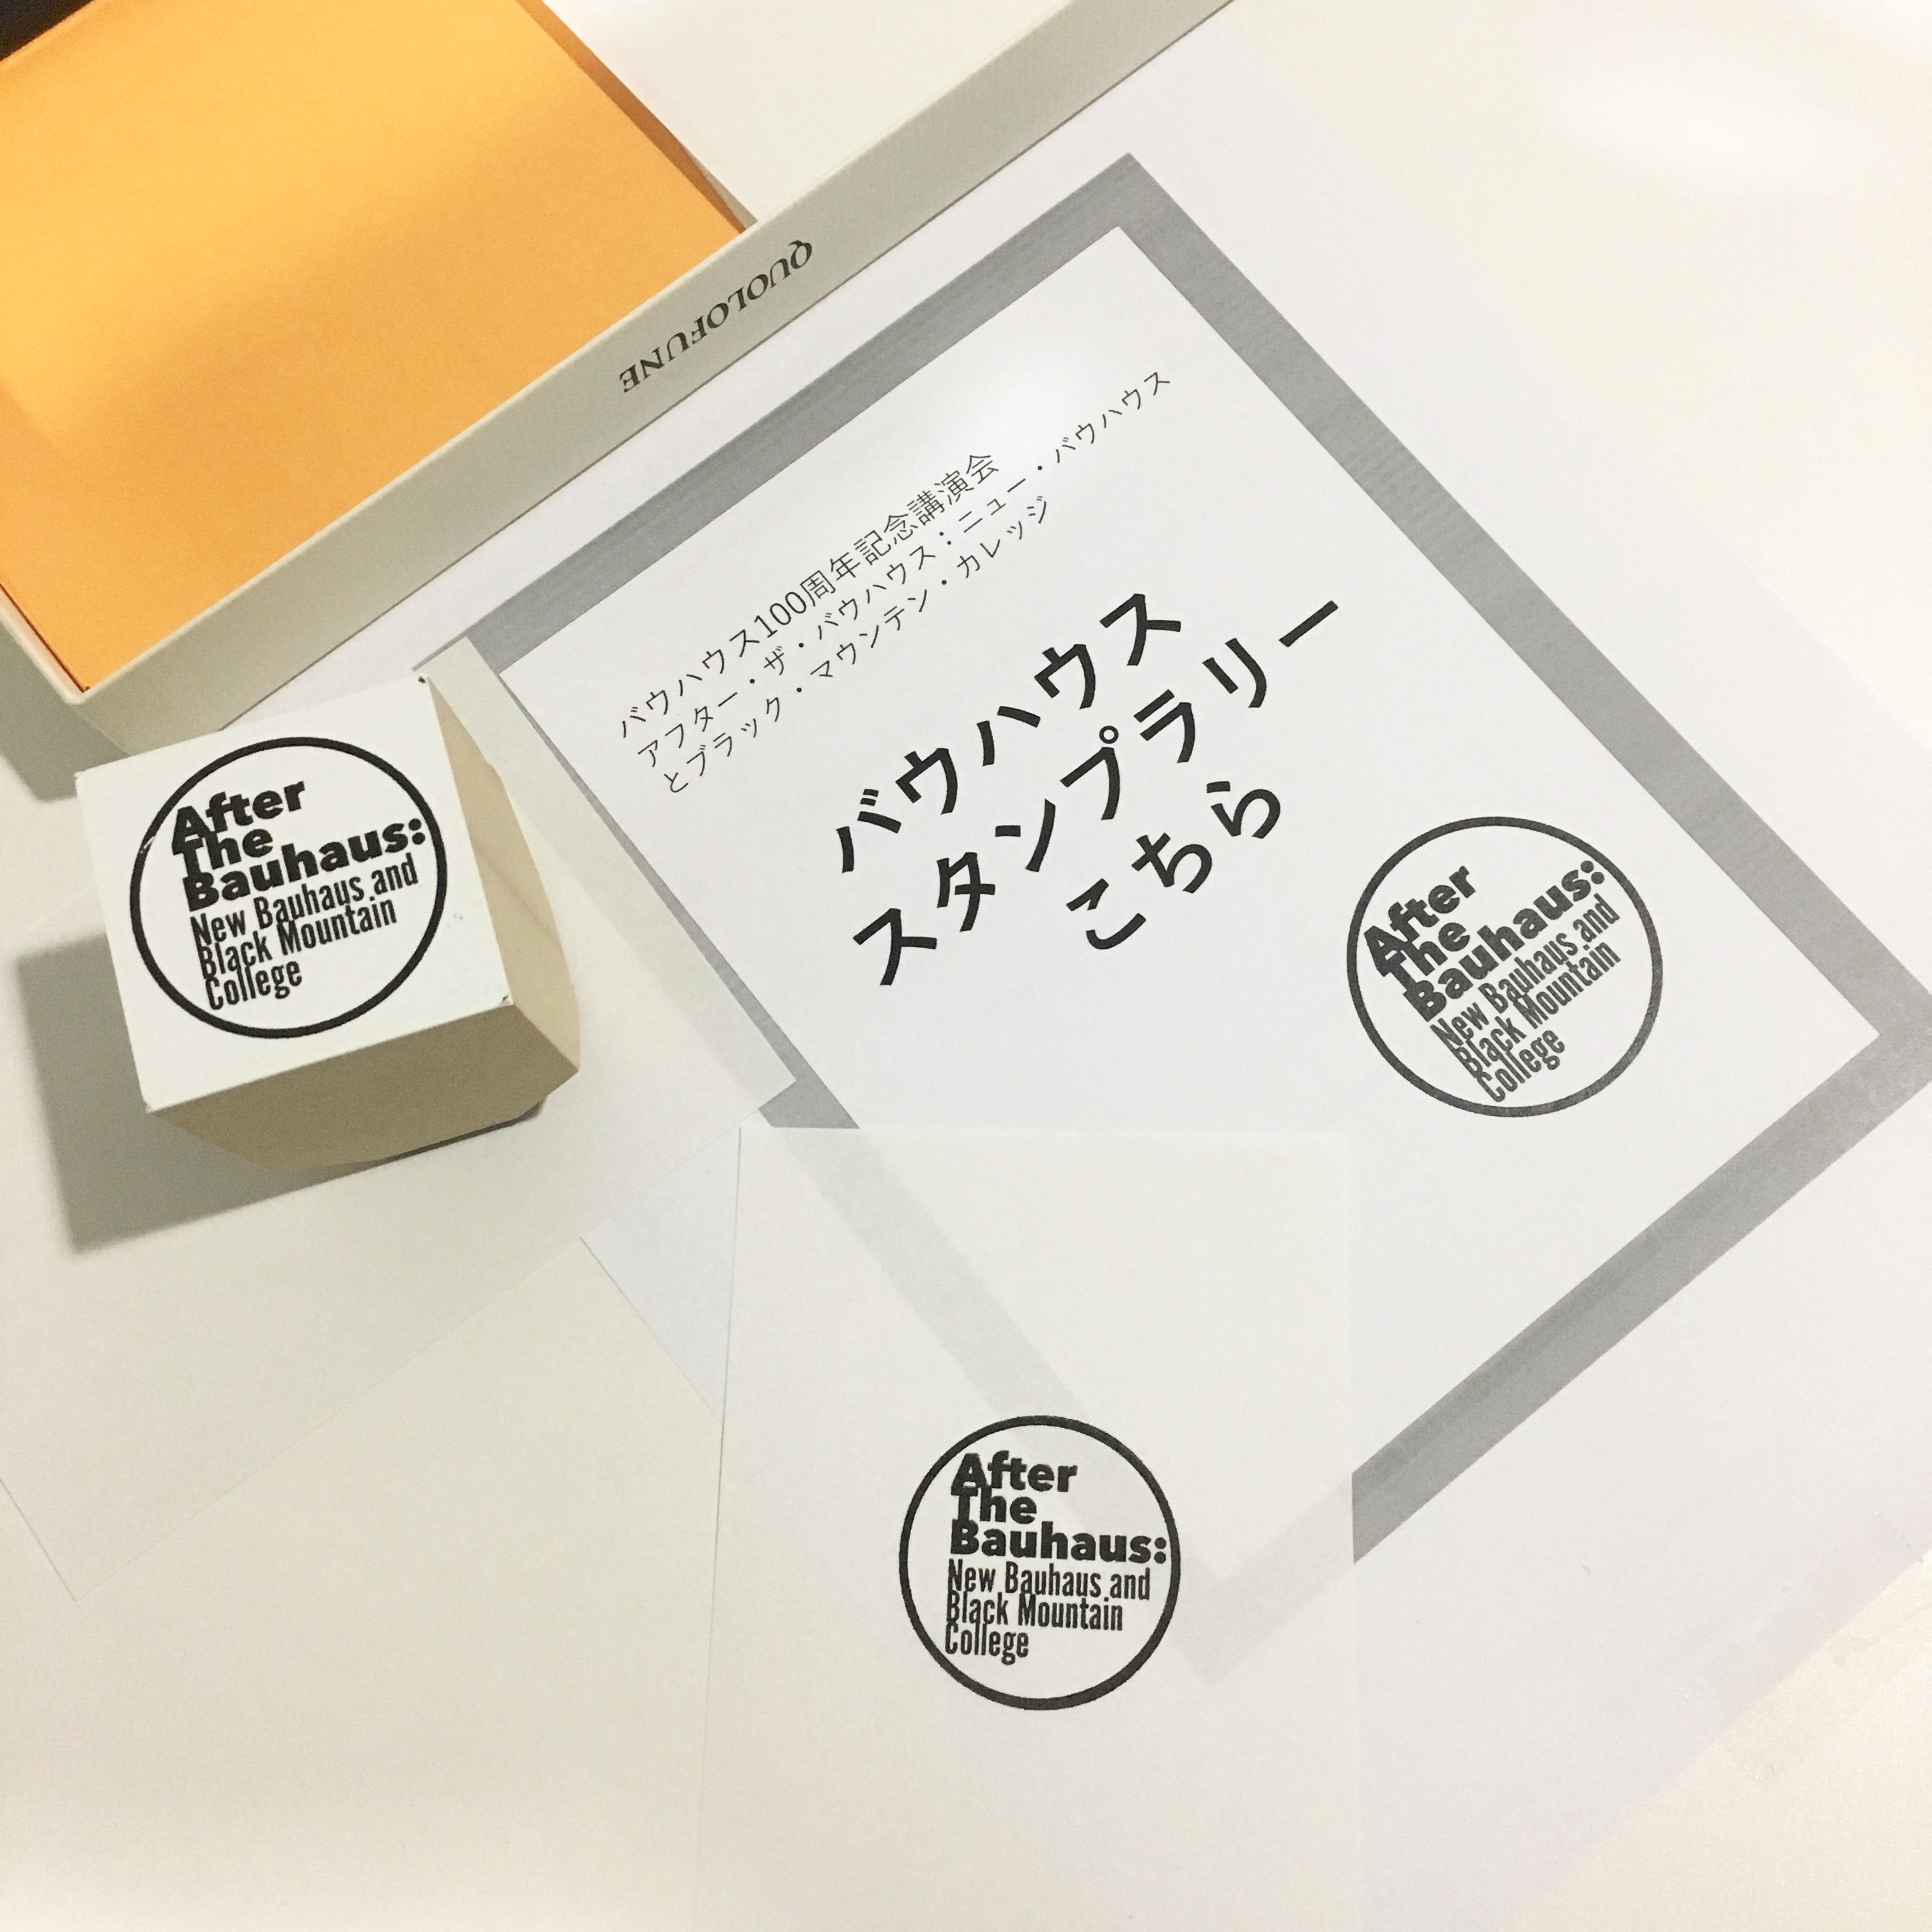 QUOLOFUNE
バウハウス100周年記念講演会
アフター・ザ・バウハウス：ニュー・バウハウス
とブラック・マウンテン・カレッジ
バウハウス
スタンプラリー
こちら
After
The
Bauhaus:
New Bauhaus and
Black Mountain
College
After
The
Bauhaus:
New Bauhaus and
Black Mountain
College
After
The
Bauhaus:
New Bauhaus and
Black Mountain
College